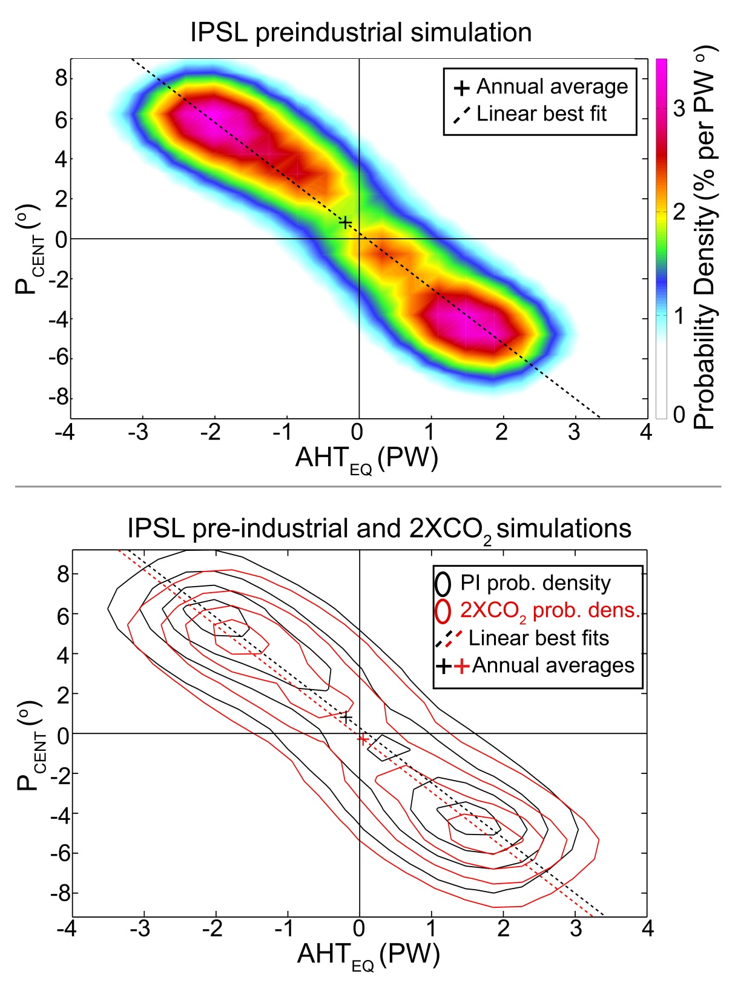 IPSL preindustrial simulation
8
6
4
2
0
-2
-4
-6
-8
P_CENT (º)
+ Annual average
Linear best fit
3
2
1
0
Probability Density (% per PW º)
-4 -3 -2 -1 0 1 2 3 4
AHT_EQ (PW)
IPSL pre-industrial and 2XCO₂ simulations
8
6
4
2
0
-2
-4
-6
-8
P_CENT (º)
PI prob. density
2XCO₂ prob. dens.
Linear best fits
++ Annual averages
-4 -3 -2 -1 0 1 2 3 4
AHT_EQ (PW)